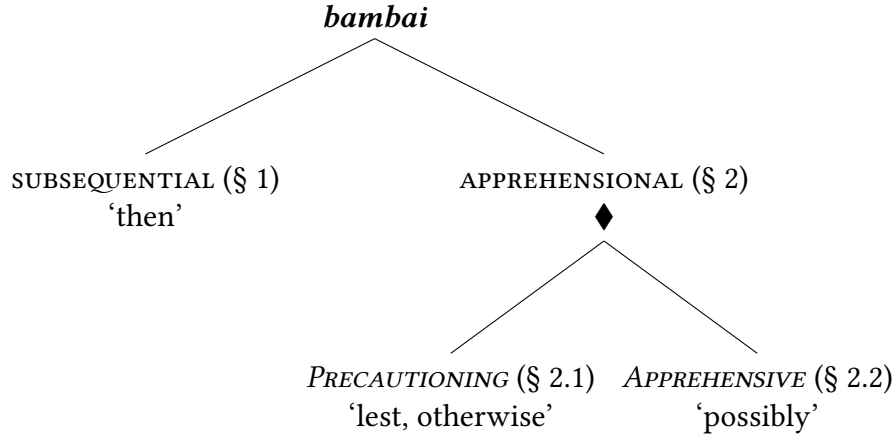 bambai
SUBSEQUENTIAL (§ 1) APPREHENSIONAL (§ 2)
‘then’ ♦
PRECAUTIONING (§ 2.1) APPREHENSIVE (§ 2.2)
‘lest, otherwise’ ‘possibly’